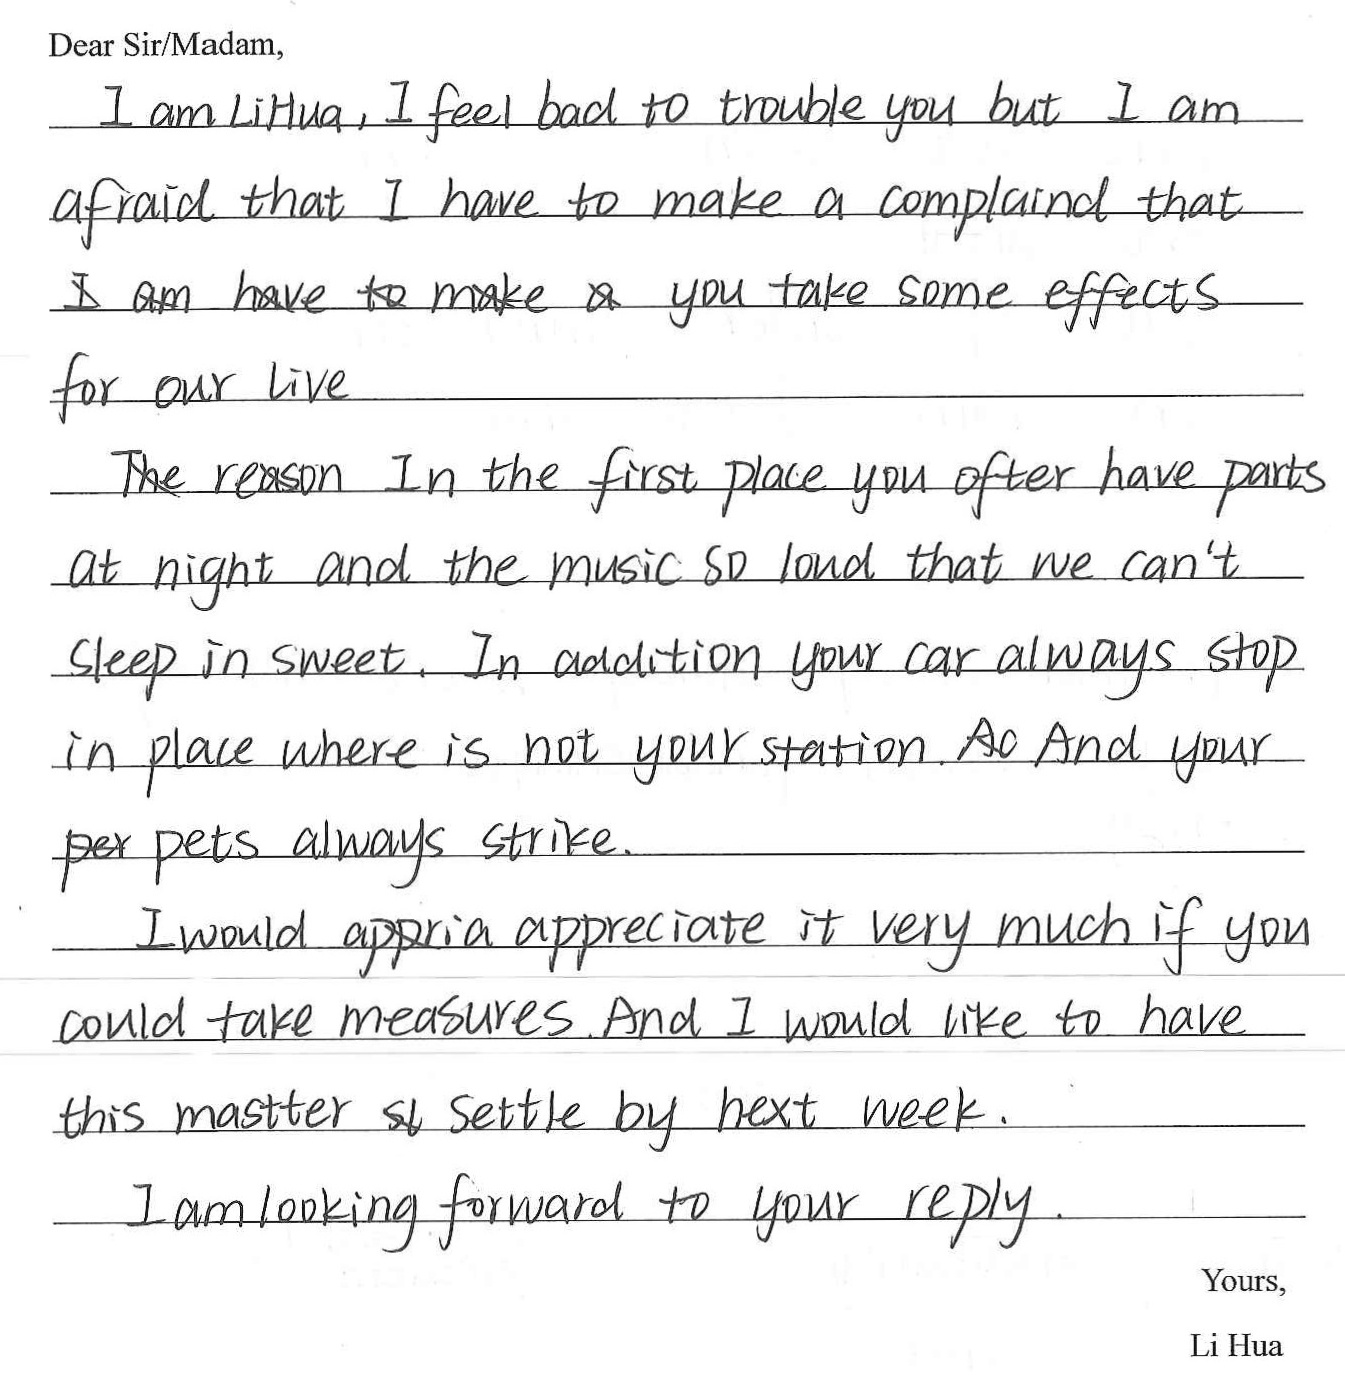 Dear Sir/Madam,
I am LiHua, I feel bad to trouble you but I am
afraid that I have to make a complaind that
I am have to make a you take some effects
for our live
The reason In the first place you ofter have parts
at night and the music so loud that we can't
sleep in sweet. In addition your car always stop
in place where is not your station. Ac And your
per pets always strike.
I would appria appreciate it very much if you
could take measures. And I would like to have
this mastter st settle by hext week.
I am looking forward to your reply.
Yours,
Li Hua